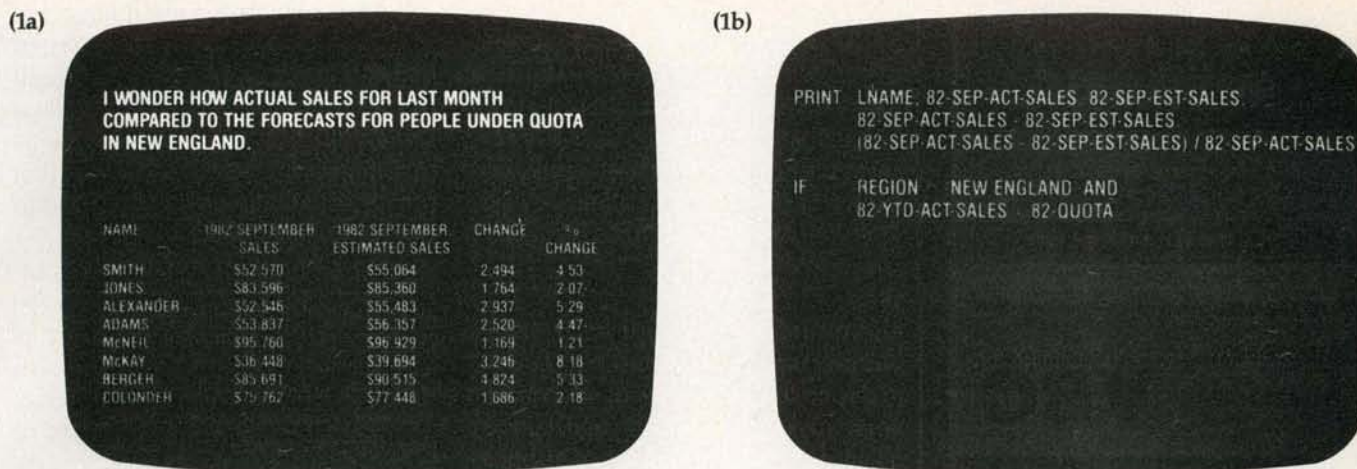 (1a)
I WONDER HOW ACTUAL SALES FOR LAST MONTH
COMPARED TO THE FORECASTS FOR PEOPLE UNDER QUOTA
IN NEW ENGLAND.
NAME 1982 SEPTEMBER SALES 1982 SEPTEMBER ESTIMATED SALES CHANGE % CHANGE
SMITH $52,570 $55,064 2,494 4.53
JONES $83,596 $85,360 1,764 2.07
ALEXANDER $52,546 $55,483 2,937 5.29
ADAMS $53,837 $56,357 2,520 4.47
McNEIL $95,760 $96,929 1,169 1.21
McKAY $36,448 $39,694 3,246 8.18
BERGER $85,691 $90,515 4,824 5.33
COLONDER $75,762 $77,448 1,686 2.18
(1b)
PRINT LNAME, 82-SEP-ACT-SALES, 82-SEP-EST-SALES,
82-SEP-ACT-SALES - 82-SEP-EST-SALES,
(82-SEP-ACT-SALES - 82-SEP-EST-SALES) / 82-SEP-ACT-SALES
IF REGION NEW ENGLAND AND
82-YTD-ACT-SALES 82-QUOTA